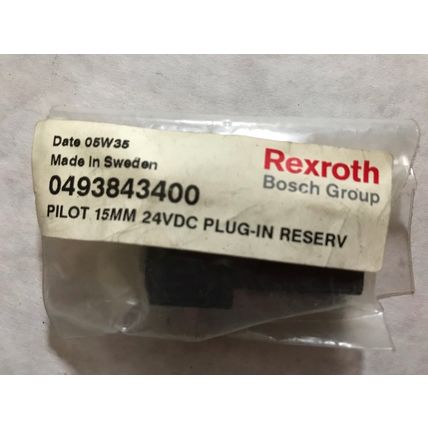 Date 05W35
Made in Sweden
0493843400
PILOT 15MM 24VDC PLUG-IN RESERV
Rexroth
Bosch Group